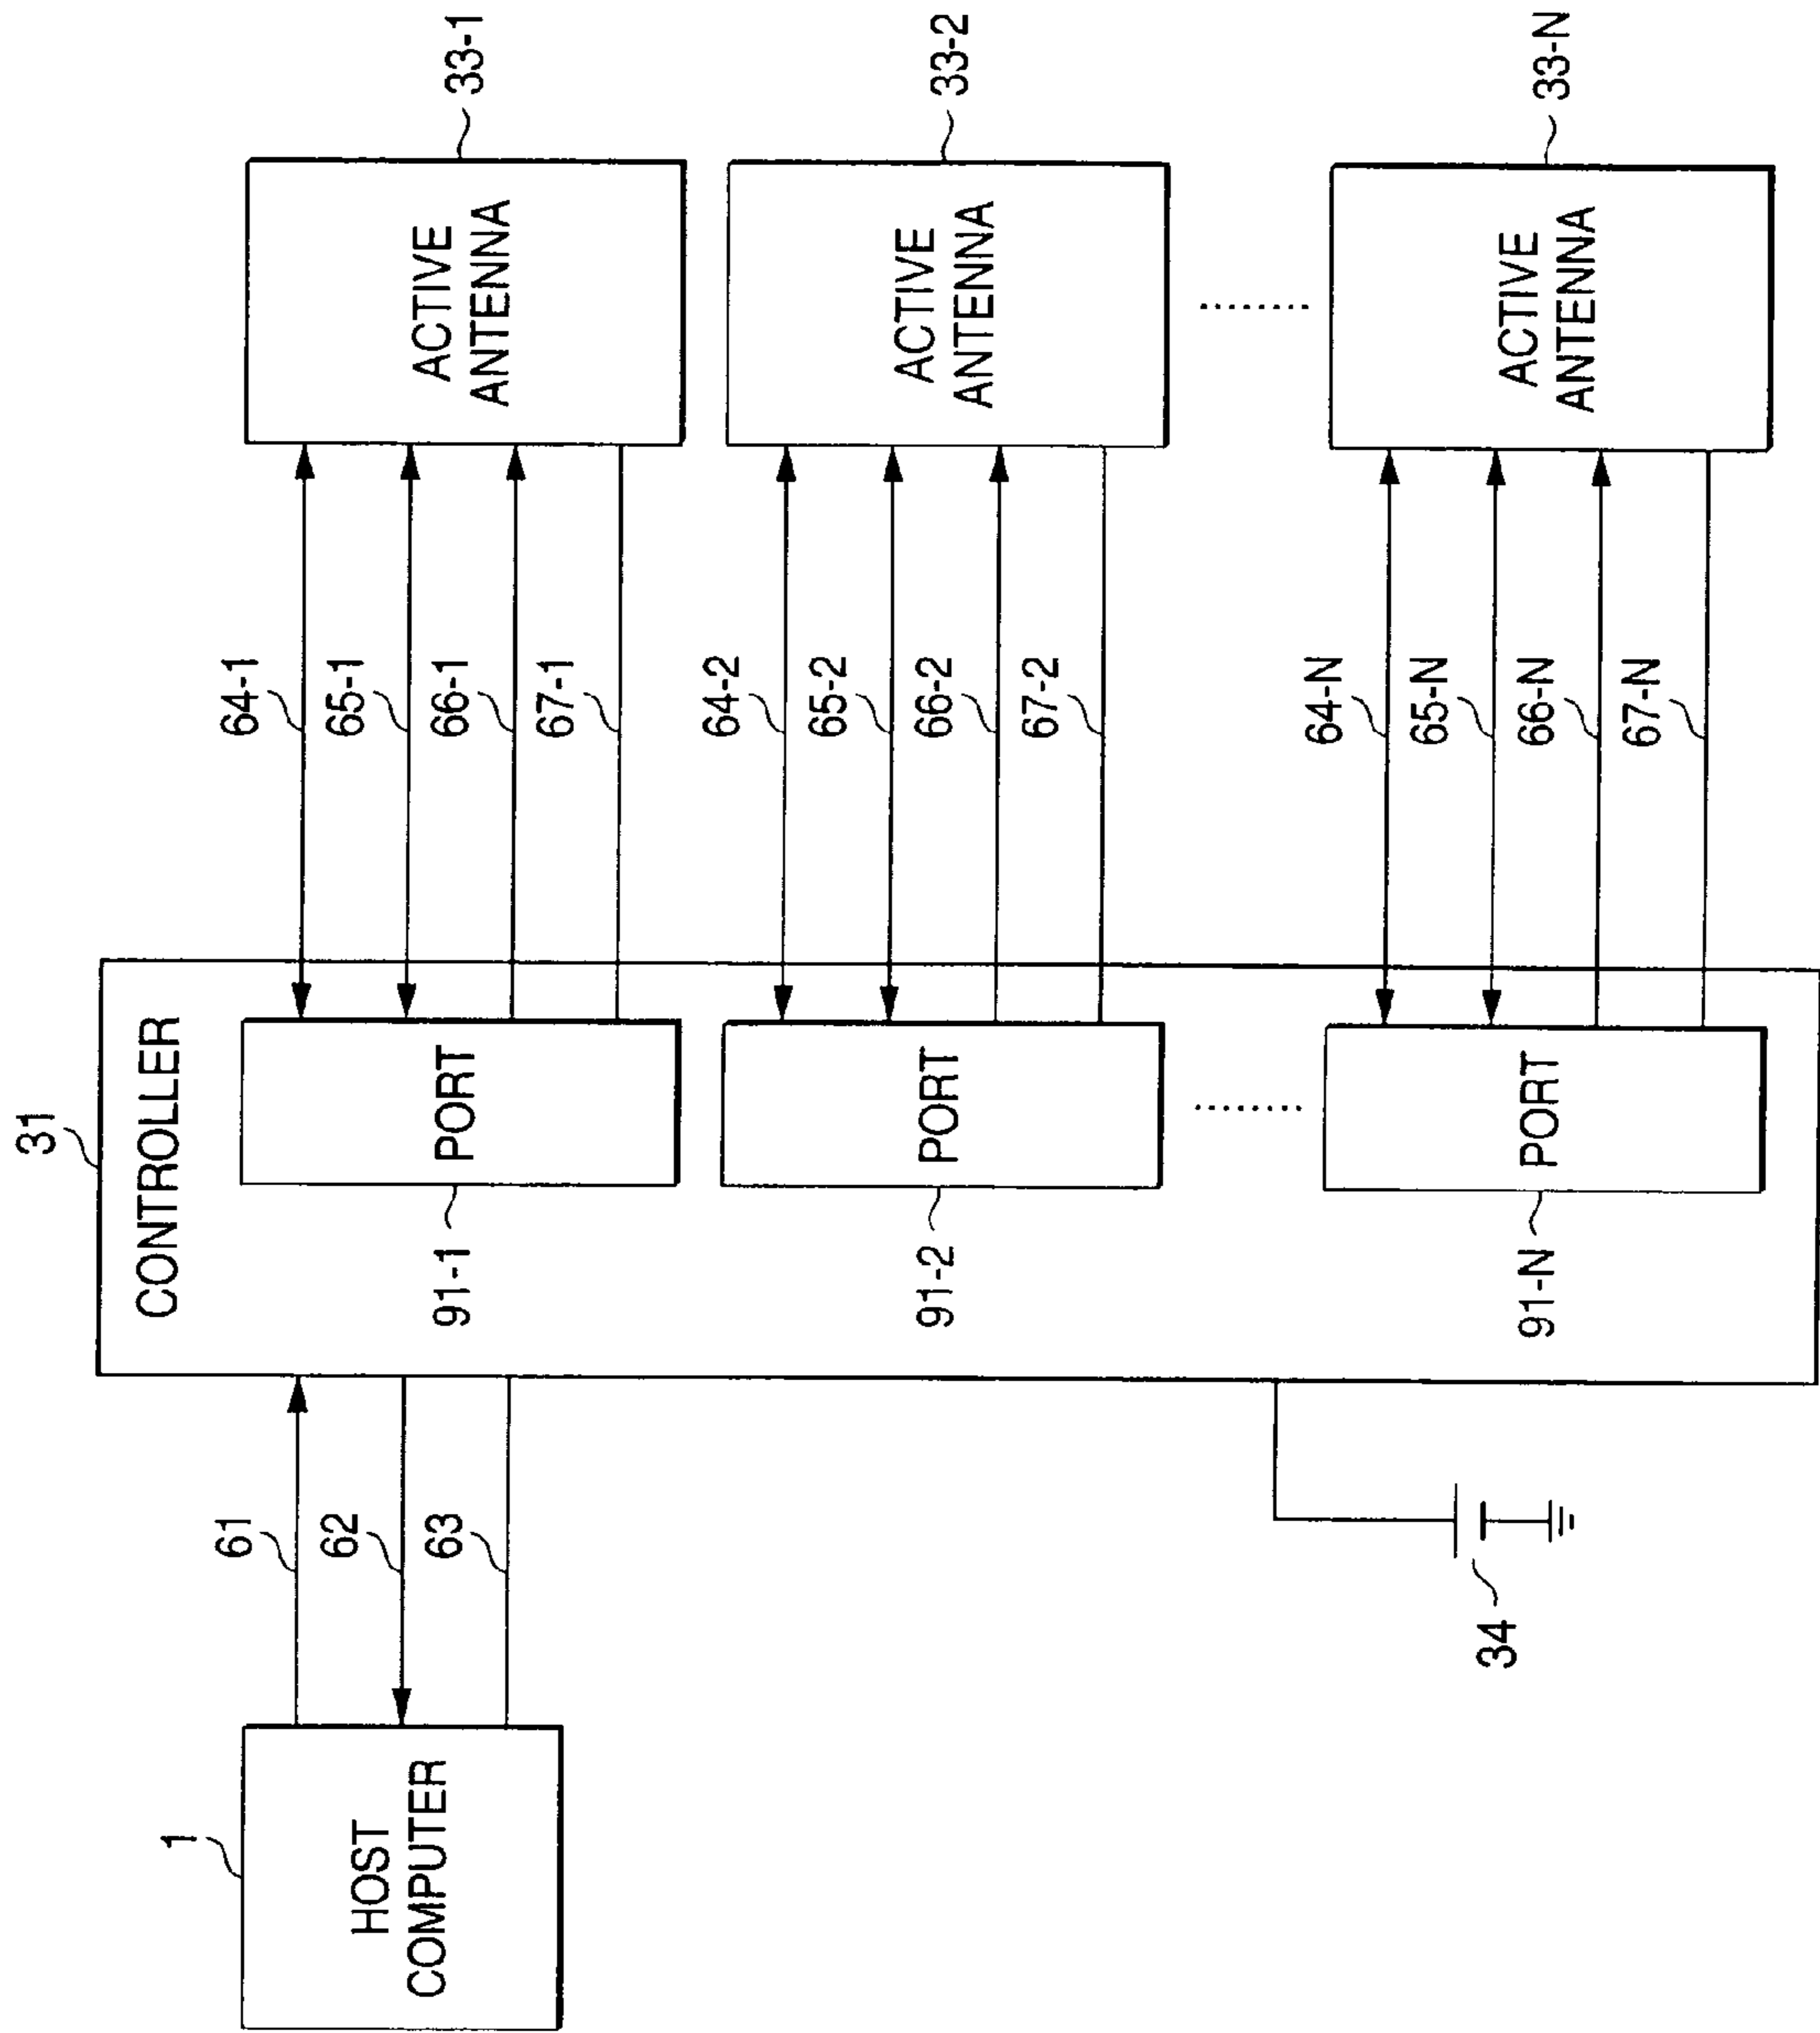 31
CONTROLLER
1
HOST
COMPUTER
61
62
63
91-1
PORT
64-1
65-1
66-1
67-1
ACTIVE
ANTENNA
33-1
91-2
PORT
64-2
65-2
66-2
67-2
ACTIVE
ANTENNA
33-2
91-N
PORT
64-N
65-N
66-N
67-N
ACTIVE
ANTENNA
33-N
34